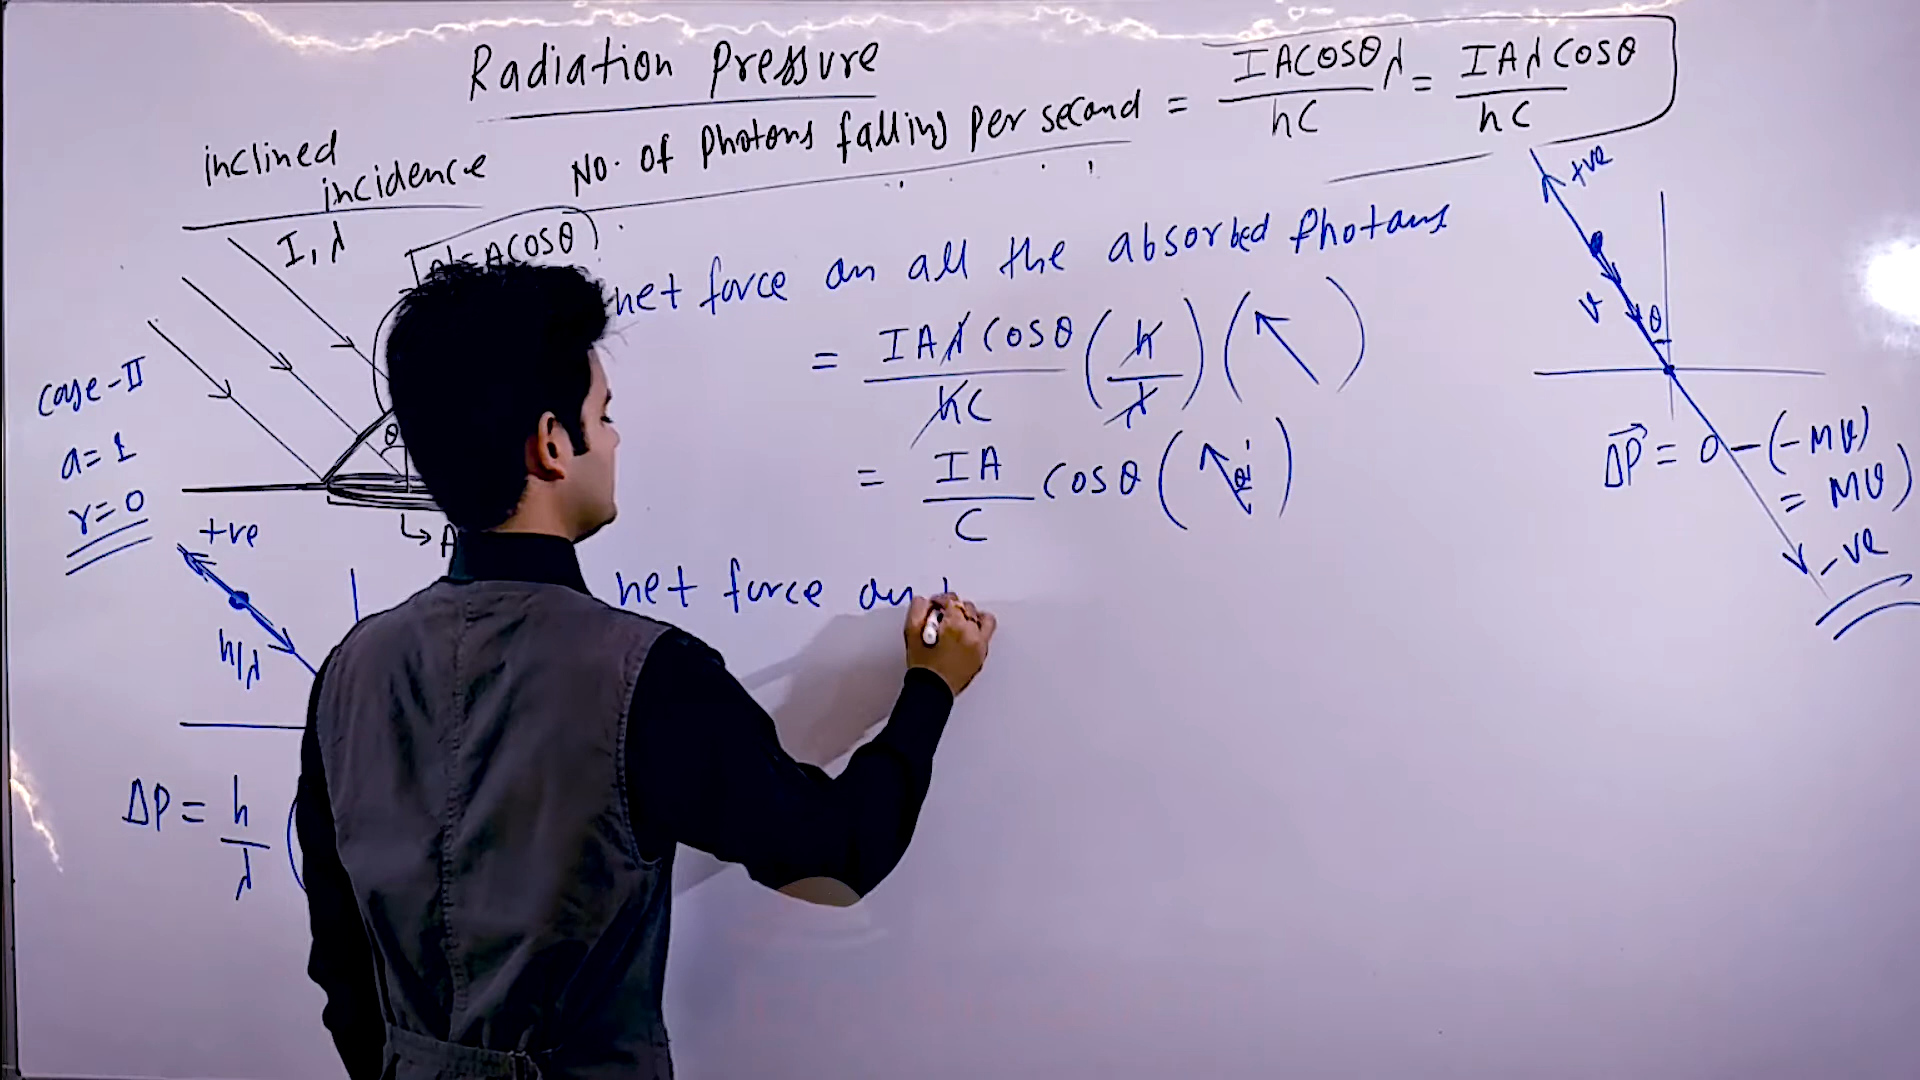 Radiation Pressure
No. of Photons falling per second = IACOSθλ/hC = IAλCosθ/hC
inclined
incidence
I, λ
A COSθ)
net force on all the absorbed Photons
= IAλCosθ/hC (h/λ) (↖)
= IA/C Cosθ (↖θ)
net force on
Case-II
a=1
r=0
θ
A
+ve
h/λ
ΔP = h/λ (
+ve
v
θ
ΔP = 0-(-Mv)
= Mv)
-ve